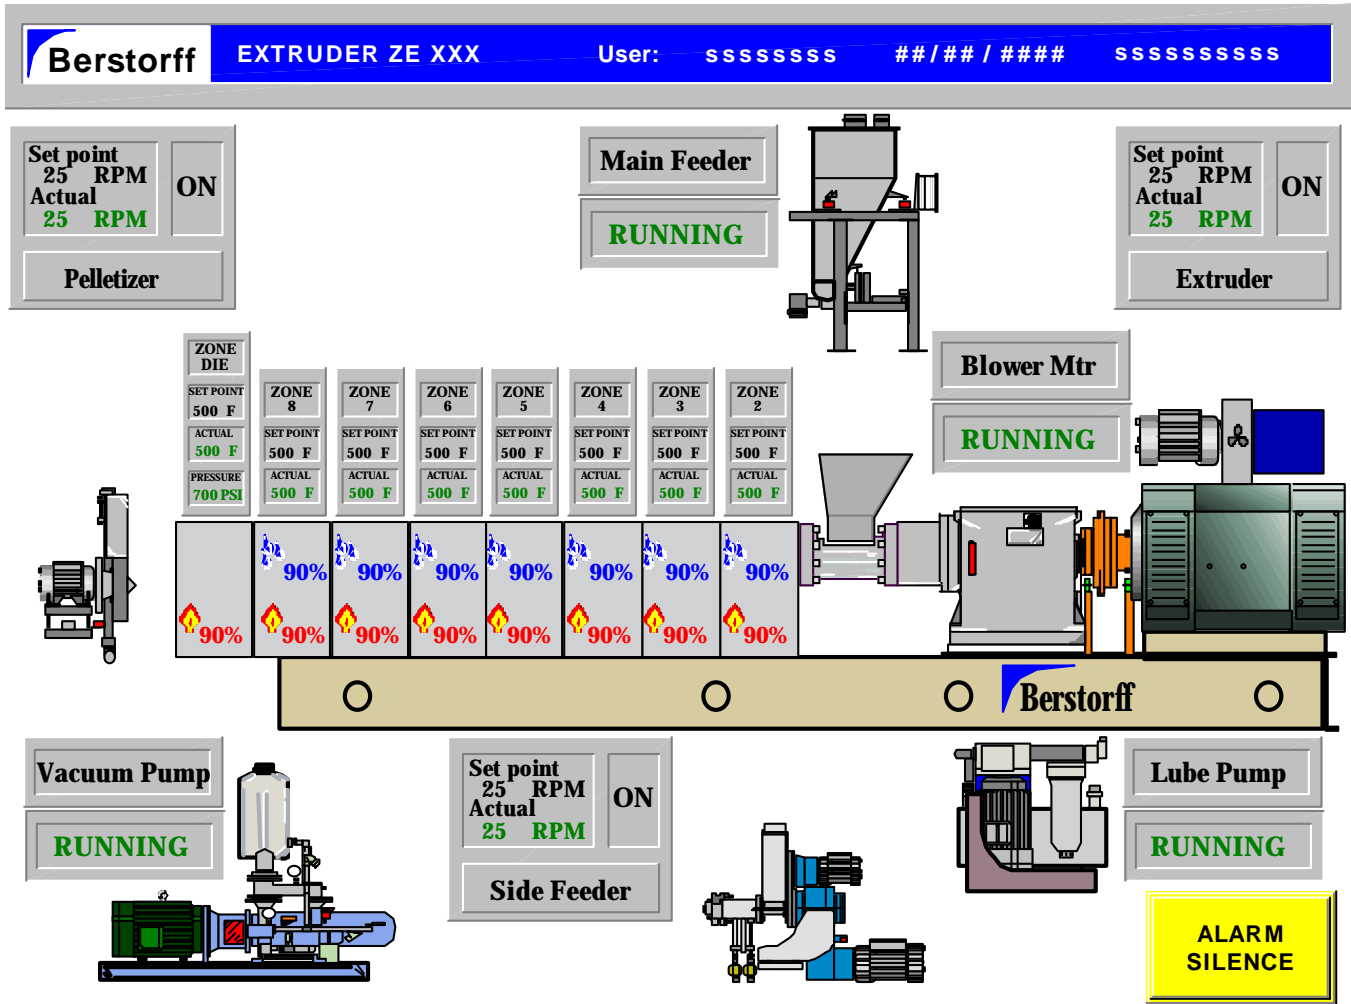 Berstorff EXTRUDER ZE XXX User: ssssssss ##/##/#### ssssssssss
Set point
25 RPM
Actual
25 RPM
ON
Pelletizer
Main Feeder
RUNNING
Set point
25 RPM
Actual
25 RPM
ON
Extruder
Blower Mtr
RUNNING
ZONE
DIE
SET POINT
500 F
ACTUAL
500 F
PRESSURE
700 PSI
ZONE
8
SET POINT
500 F
ACTUAL
500 F
ZONE
7
SET POINT
500 F
ACTUAL
500 F
ZONE
6
SET POINT
500 F
ACTUAL
500 F
ZONE
5
SET POINT
500 F
ACTUAL
500 F
ZONE
4
SET POINT
500 F
ACTUAL
500 F
ZONE
3
SET POINT
500 F
ACTUAL
500 F
ZONE
2
SET POINT
500 F
ACTUAL
500 F
90% 90% 90% 90% 90% 90% 90%
90% 90% 90% 90% 90% 90% 90% 90%
Berstorff
Vacuum Pump
RUNNING
Set point
25 RPM
Actual
25 RPM
ON
Side Feeder
Lube Pump
RUNNING
ALARM
SILENCE